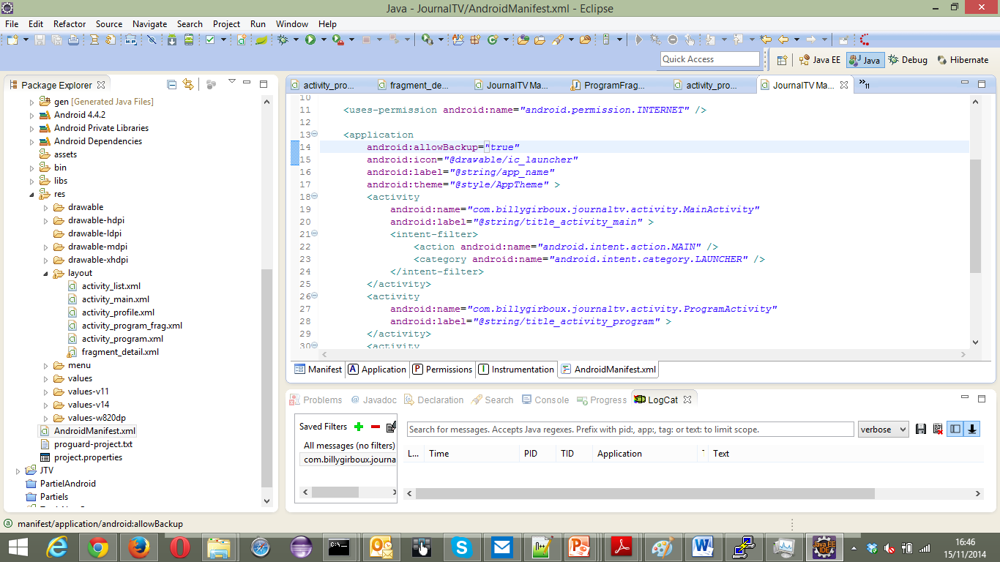 Java - JournalTV/AndroidManifest.xml - Eclipse
File Edit Refactor Source Navigate Search Project Run Window Help
Quick Access
Java EE
Java
Debug
Hibernate
Package Explorer
gen [Generated Java Files]
Android 4.4.2
Android Private Libraries
Android Dependencies
assets
bin
libs
res
drawable
drawable-hdpi
drawable-ldpi
drawable-mdpi
drawable-xhdpi
layout
activity_list.xml
activity_main.xml
activity_profile.xml
activity_program_frag.xml
activity_program.xml
fragment_detail.xml
menu
values
values-v11
values-v14
values-w820dp
AndroidManifest.xml
proguard-project.txt
project.properties
JTV
PartielAndroid
Partiels
activity_pro...
fragment_de...
JournalTV Ma...
ProgramFrag...
activity_pro...
JournalTV Ma...
»11
10
11 <uses-permission android:name="android.permission.INTERNET" />
12
13 <application
14 android:allowBackup="true"
15 android:icon="@drawable/ic_launcher"
16 android:label="@string/app_name"
17 android:theme="@style/AppTheme" >
18 <activity
19 android:name="com.billygirboux.journaltv.activity.MainActivity"
20 android:label="@string/title_activity_main" >
21 <intent-filter>
22 <action android:name="android.intent.action.MAIN" />
23 <category android:name="android.intent.category.LAUNCHER" />
24 </intent-filter>
25 </activity>
26 <activity
27 android:name="com.billygirboux.journaltv.activity.ProgramActivity"
28 android:label="@string/title_activity_program" >
29 </activity>
30 <activity
Manifest
Application
Permissions
Instrumentation
AndroidManifest.xml
Problems
@ Javadoc
Declaration
Search
Console
Progress
LogCat
Saved Filters
All messages (no filters)
com.billygirboux.journa
Search for messages. Accepts Java regexes. Prefix with pid:, app:, tag: or text: to limit scope.
verbose
L... Time PID TID Application Text
manifest/application/android:allowBackup
Java EE
IDE
16:46
15/11/2014